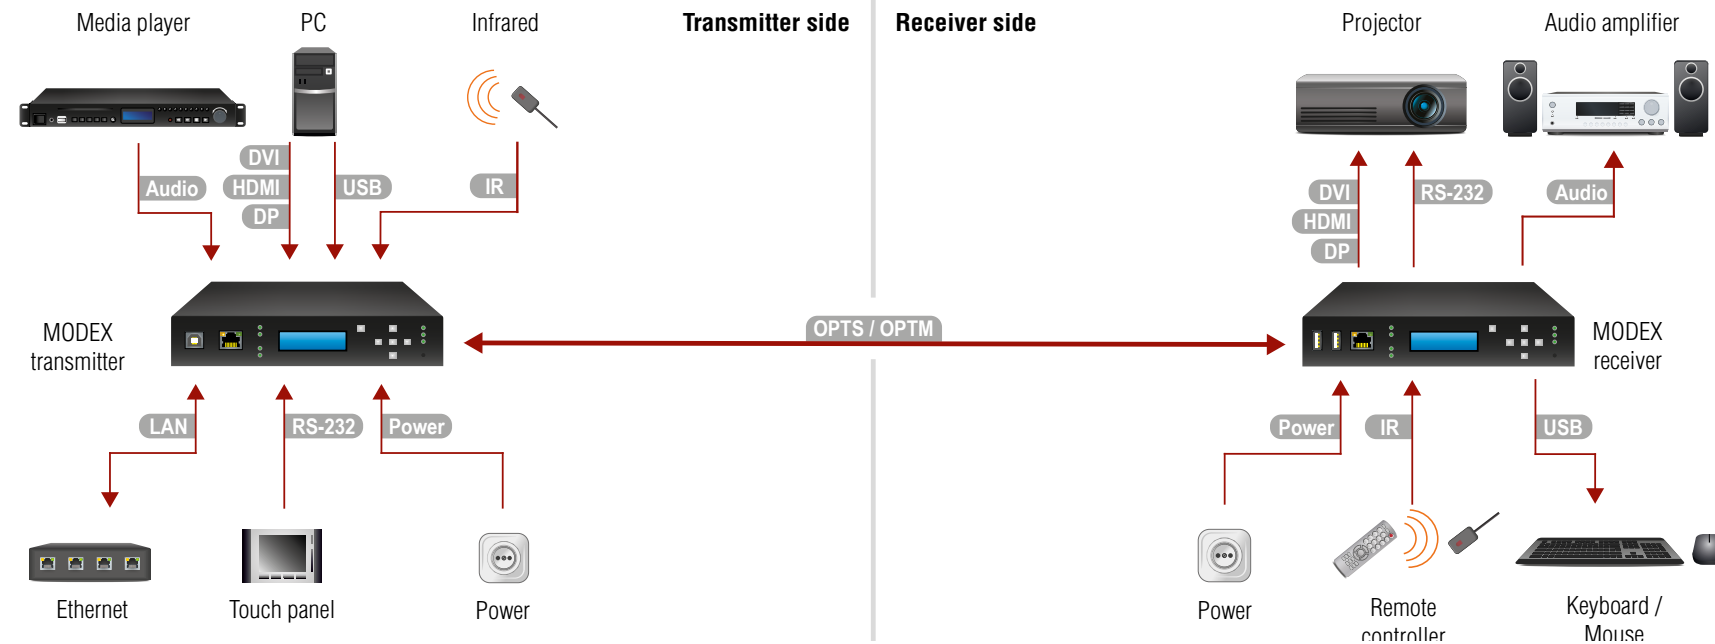 Media player
PC
Infrared
Transmitter side
Receiver side
Projector
Audio amplifier
Audio
DVI
HDMI
DP
USB
IR
DVI
HDMI
DP
RS-232
Audio
MODEX
transmitter
OPTS / OPTM
MODEX
receiver
LAN
RS-232
Power
Power
IR
USB
Ethernet
Touch panel
Power
Power
Remote
controller
Keyboard /
Mouse